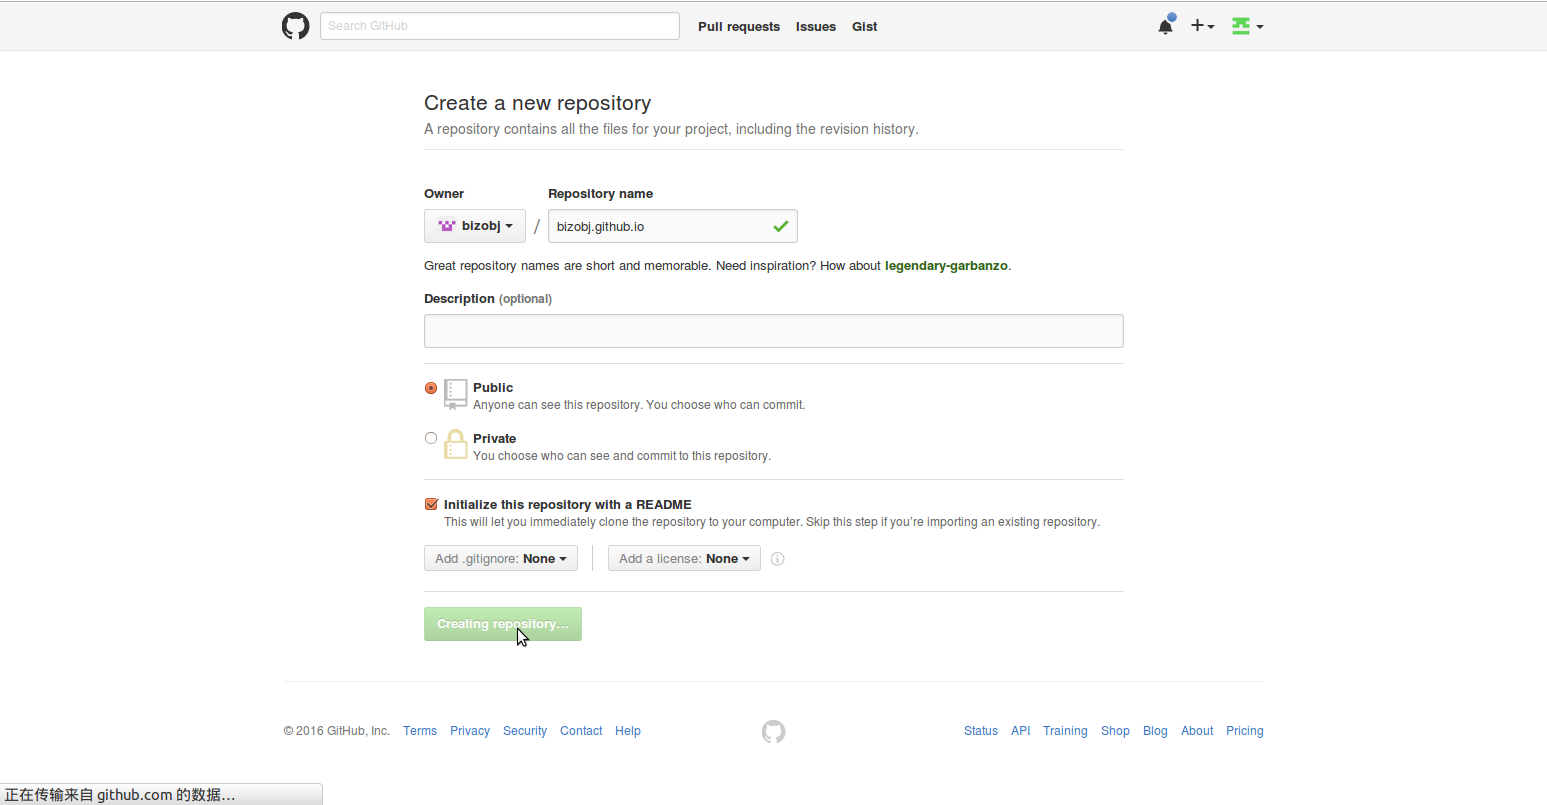 Search GitHub Pull requests Issues Gist
Create a new repository
A repository contains all the files for your project, including the revision history.
Owner Repository name
bizobj / bizobj.github.io
Great repository names are short and memorable. Need inspiration? How about legendary-garbanzo.
Description (optional)
Public
Anyone can see this repository. You choose who can commit.
Private
You choose who can see and commit to this repository.
Initialize this repository with a README
This will let you immediately clone the repository to your computer. Skip this step if you’re importing an existing repository.
Add .gitignore: None Add a license: None
Creating repository…
© 2016 GitHub, Inc. Terms Privacy Security Contact Help Status API Training Shop Blog About Pricing
正在传输来自 github.com 的数据…